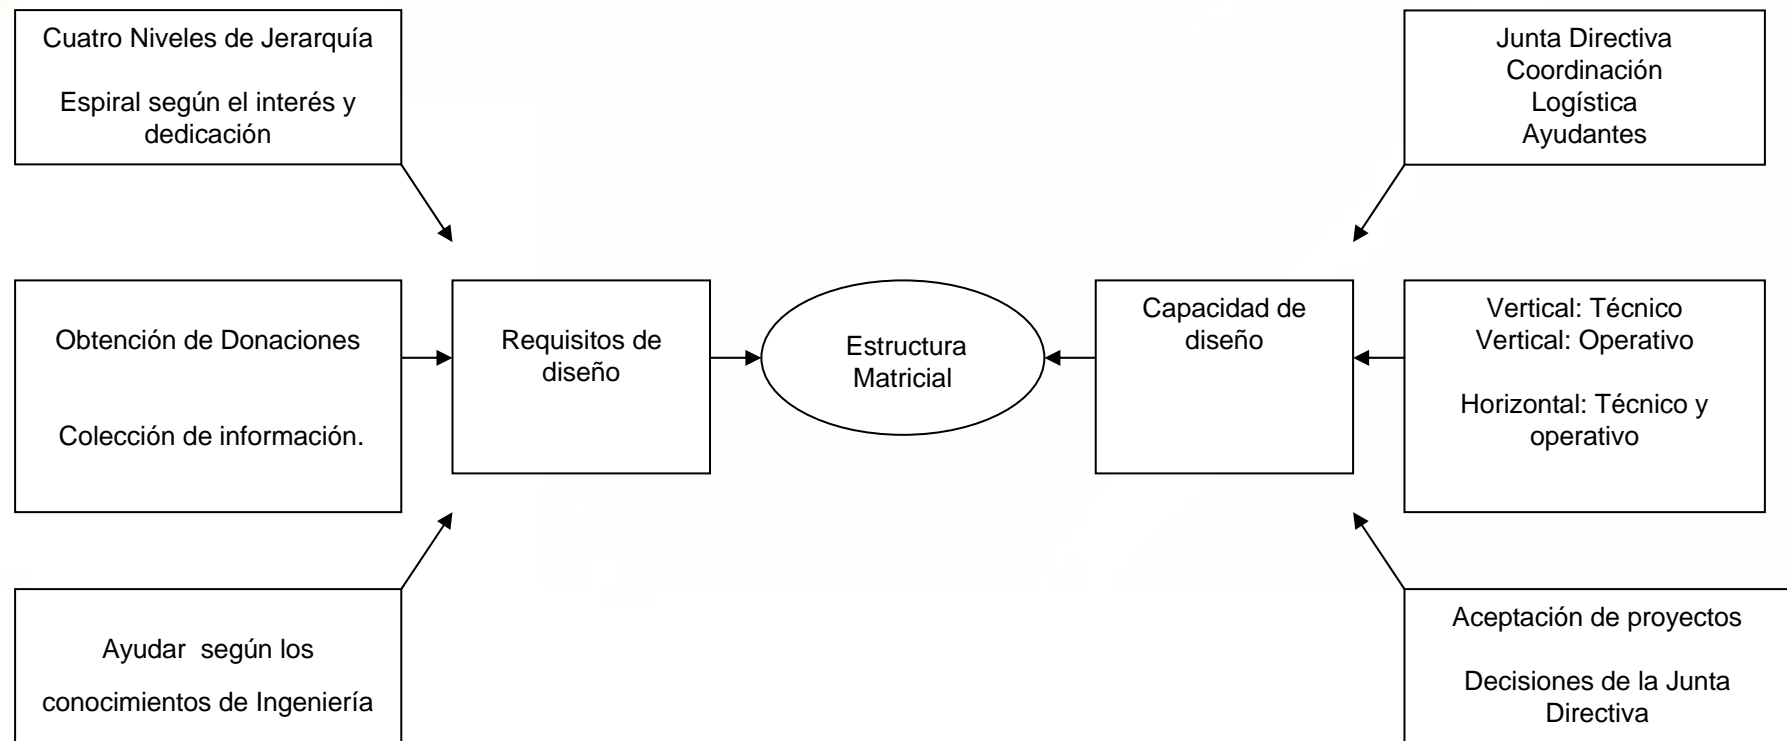 Cuatro Niveles de Jerarquía
Espiral según el interés y
dedicación
Junta Directiva
Coordinación
Logística
Ayudantes
Obtención de Donaciones
Colección de información.
Requisitos de
diseño
Estructura
Matricial
Capacidad de
diseño
Vertical: Técnico
Vertical: Operativo
Horizontal: Técnico y
operativo
Ayudar según los
conocimientos de Ingeniería
Aceptación de proyectos
Decisiones de la Junta
Directiva